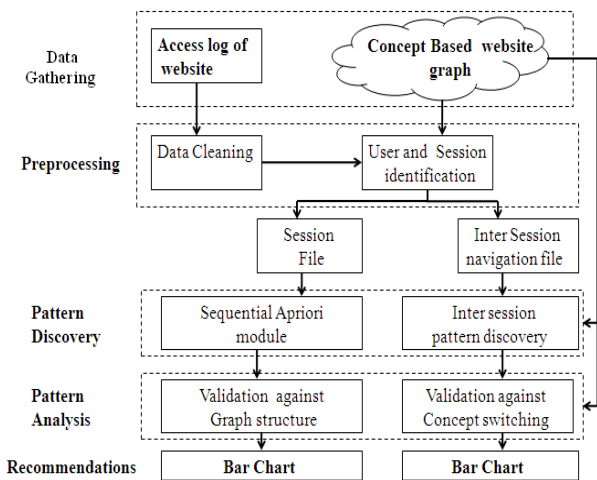 Data
Gathering
Access log of
website
Concept Based website
graph
Preprocessing
Data Cleaning
User and Session
identification
Session
File
Inter Session
navigation file
Pattern
Discovery
Sequential Apriori
module
Inter session
pattern discovery
Pattern
Analysis
Validation against
Graph structure
Validation against
Concept switching
Recommendations
Bar Chart
Bar Chart